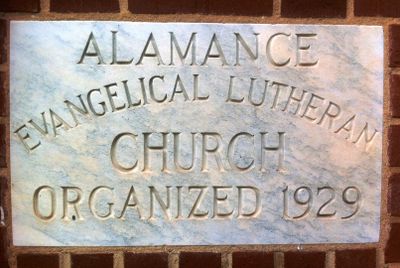 ALAMANCE
EVANGELICAL LUTHERAN
CHURCH
ORGANIZED 1929